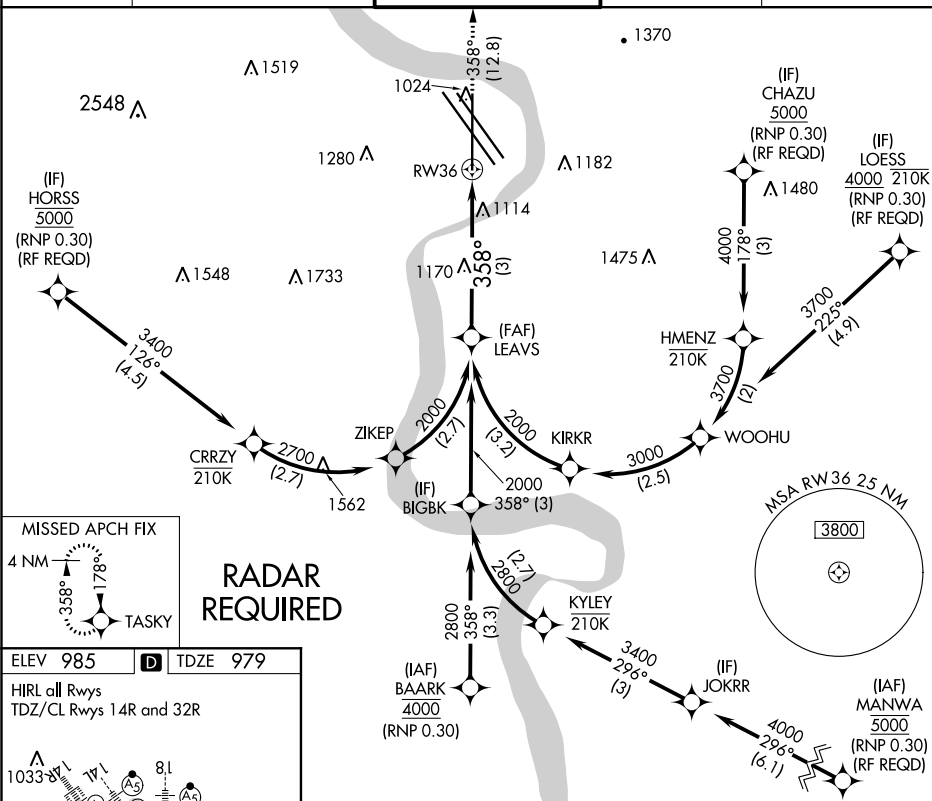 358°
(12.8)
1370
1519
1024
2548
(IF)
CHAZU
5000
(RNP 0.30)
(RF REQD)
(IF)
LOESS
4000 210K
(RNP 0.30)
(RF REQD)
1280
RW36
1182
1480
(IF)
HORSS
5000
(RNP 0.30)
(RF REQD)
1114
4000
178°
(3)
358°
(3)
1475
1170
1548
1733
3700
225°
(4.9)
3400
126°
(4.5)
(FAF)
LEAVS
HMENZ
210K
3700
(2)
2000
(2.7)
2000
(3.2)
ZIKEP
KIRKR
WOOHU
CRRZY
210K
2700
(2.7)
3000
(2.5)
1562
(IF)
BIGBK
2000
358° (3)
MSA RW36 25 NM
3800
MISSED APCH FIX
4 NM
358°
178°
TASKY
RADAR
REQUIRED
2800
(2.7)
KYLEY
210K
2800
358°
(3.3)
3400
296°
(3)
(IF)
JOKRR
(IAF)
BAARK
4000
(RNP 0.30)
4000
296°
(6.1)
(IAF)
MANWA
5000
(RNP 0.30)
(RF REQD)
ELEV 985
D
TDZE 979
HIRL all Rwys
TDZ/CL Rwys 14R and 32R
1033
14R
14L
A5
18
A5